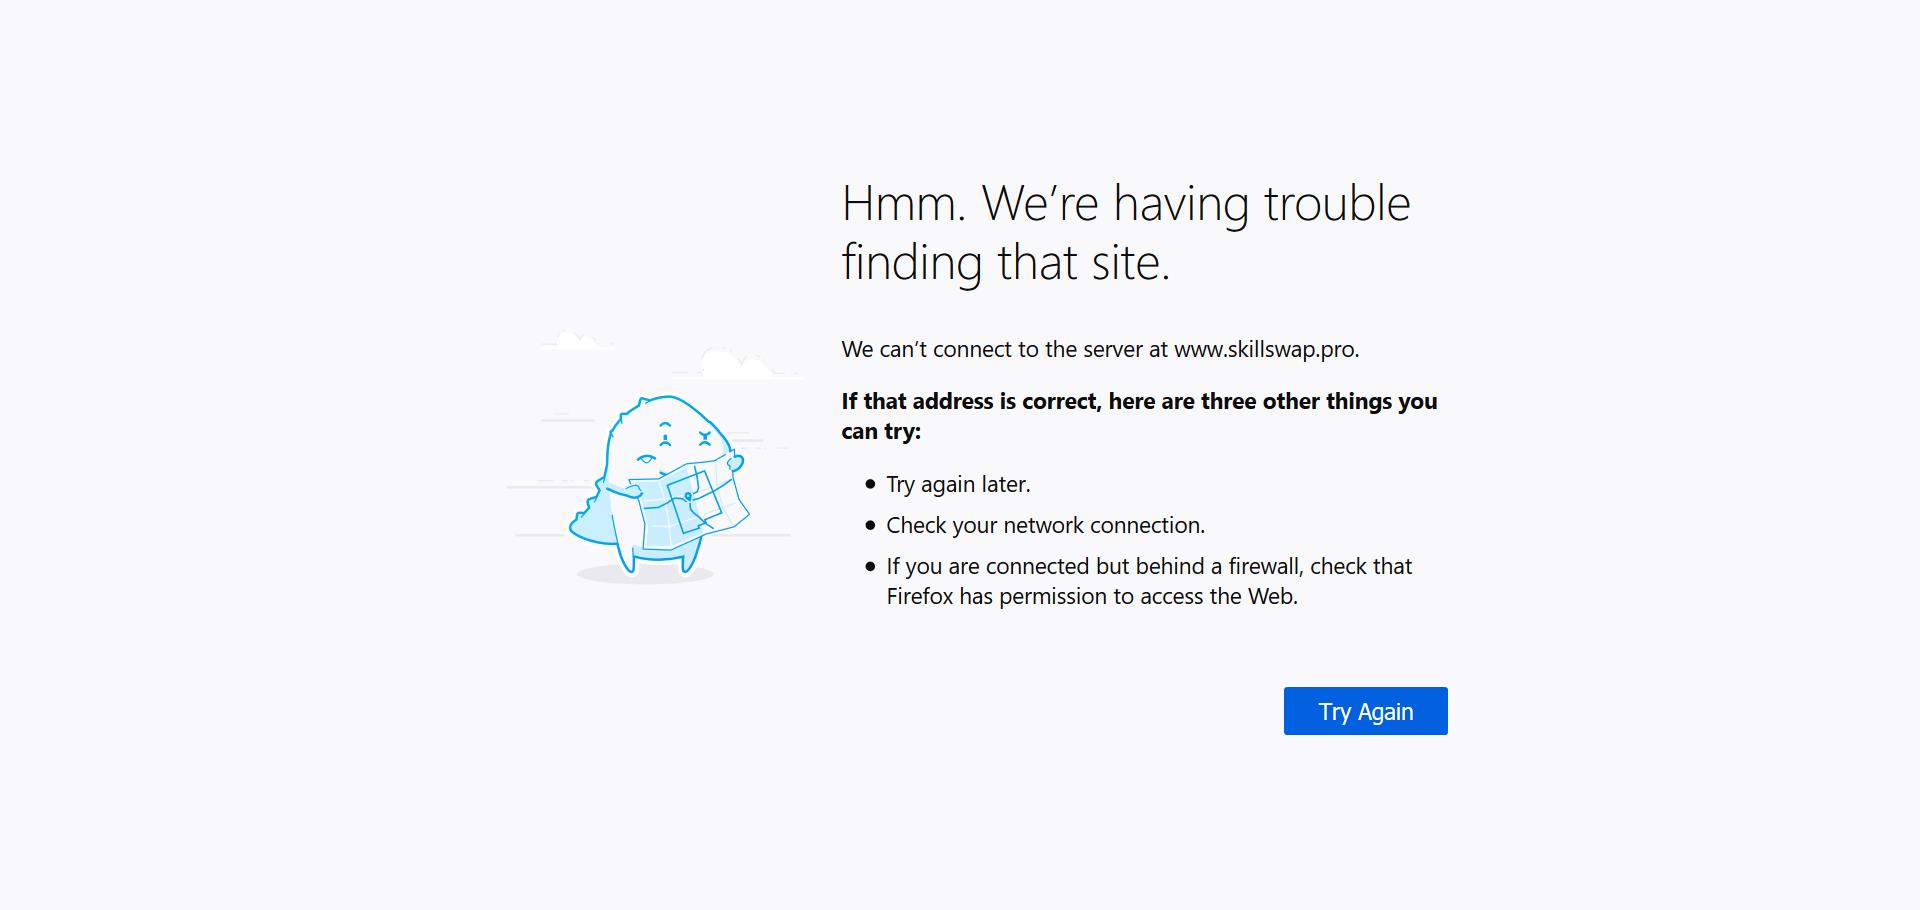 Hmm. We’re having trouble
finding that site.
We can’t connect to the server at www.skillswap.pro.
If that address is correct, here are three other things you
can try:
● Try again later.
● Check your network connection.
● If you are connected but behind a firewall, check that
Firefox has permission to access the Web.
Try Again